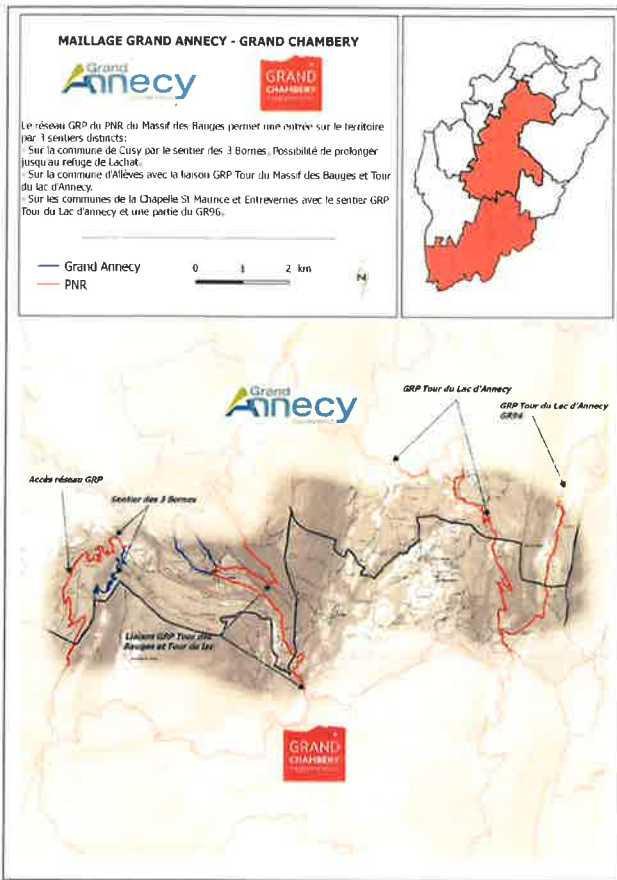 MAILLAGE GRAND ANNECY - GRAND CHAMBERY
Grand
Annecy
GRAND
CHAMBERY
Le réseau GRP du PNR du Massif des Bauges permet une entrée sur le territoire
par 3 sentiers distincts:
- Sur la commune de Cusy par le sentier des 3 Bornes. Possibilité de prolonger
jusqu'au refuge de Lachat.
- Sur la commune d'Allèves avec la liaison GRP Tour du Massif des Bauges et Tour
du lac d'Annecy.
- Sur les communes de la Chapelle St Maurice et Entrevernes avec le sentier GRP
Tour du Lac d'annecy et une partie du GR96.
Grand Annecy
PNR
0 1 2 km
N
Grand
Annecy
GRP Tour du Lac d'Annecy
GRP Tour du Lac d'Annecy
GR96
Accès réseau GRP
Sentier des 3 Bornes
Liaison GRP Tour des
Bauges et Tour du lac
GRAND
CHAMBERY